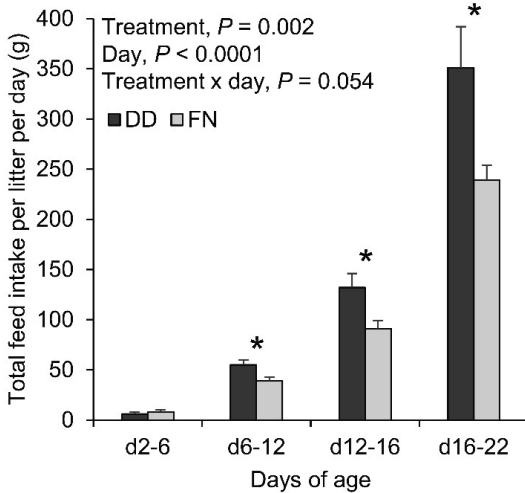 Treatment, P = 0.002
Day, P < 0.0001
Treatment x day, P = 0.054
DD FN
Total feed intake per litter per day (g)
400
350
300
250
200
150
100
50
0
*
*
*
d2-6 d6-12 d12-16 d16-22
Days of age